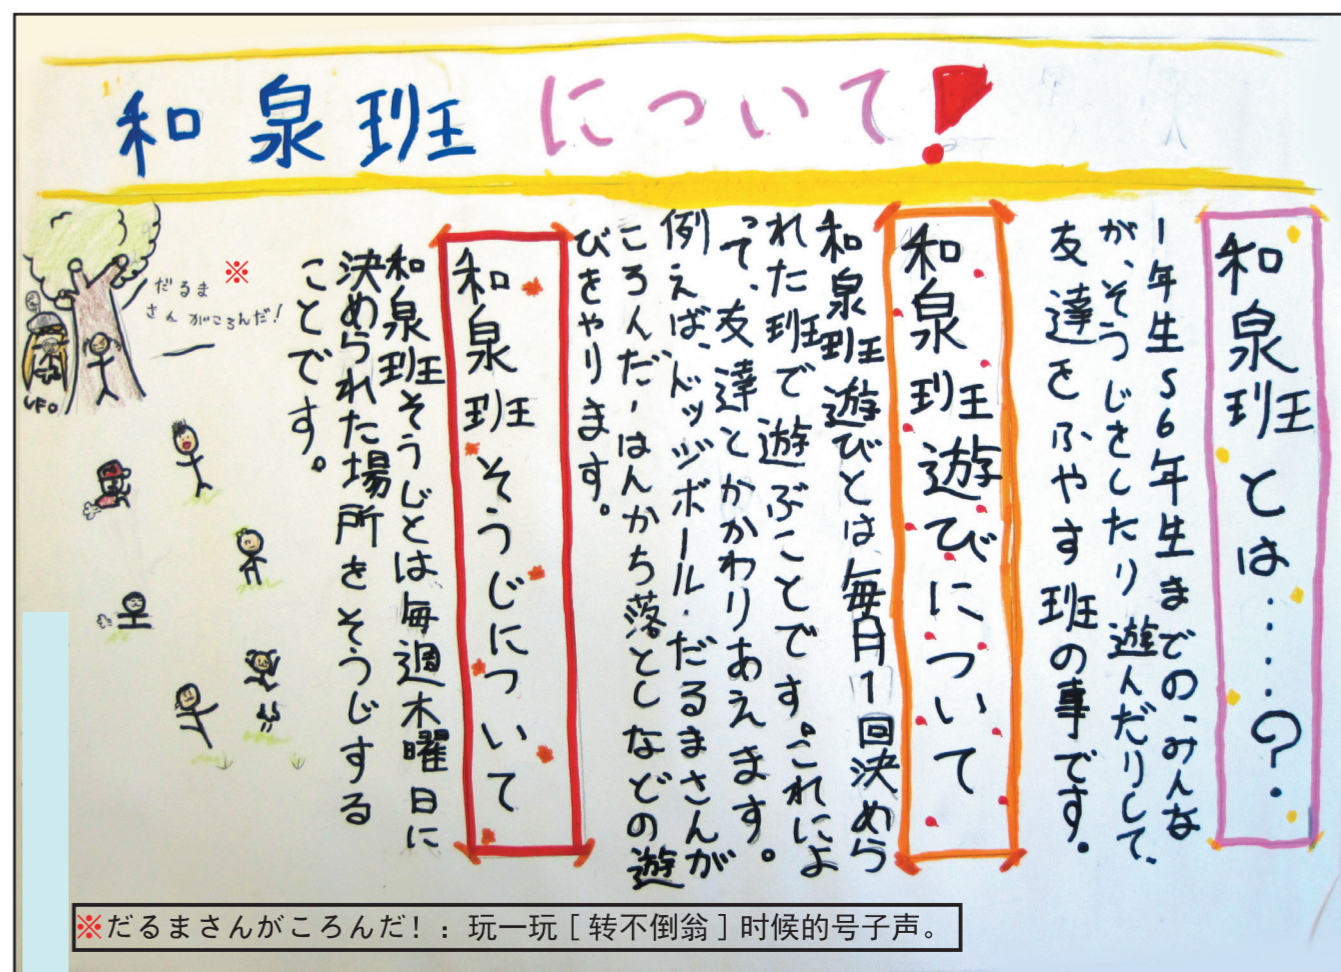 和泉班について!
和泉班とは・・・・?
1年生〜6年生までの、みんな
が、そうじをしたり遊んだりして、
友達をふやす班の事です。
和泉班遊びについて
和泉班遊びとは毎月1回決めら
れた班で遊ぶことです。これによ
って、友達とかかわりあえます。
例えば、ドッジボール・だるまさんが
ころんだ・はんかち落としなどの遊
びをやります。
和泉班そうじについて
和泉班そうじとは毎週木曜日に
決められた場所をそうじする
ことです。
※
だるま
さんがころんだ!
UFO
※だるまさんがころんだ!:玩一玩[转不倒翁]时候的号子声。